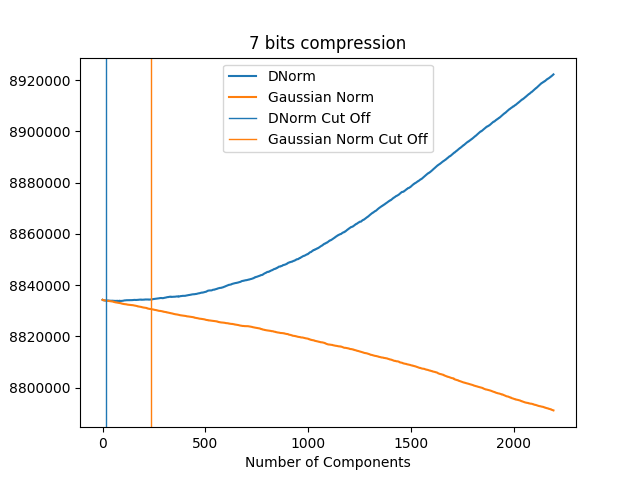 7 bits compression
DNorm
Gaussian Norm
DNorm Cut Off
Gaussian Norm Cut Off
8920000
8900000
8880000
8860000
8840000
8820000
8800000
0 500 1000 1500 2000
Number of Components